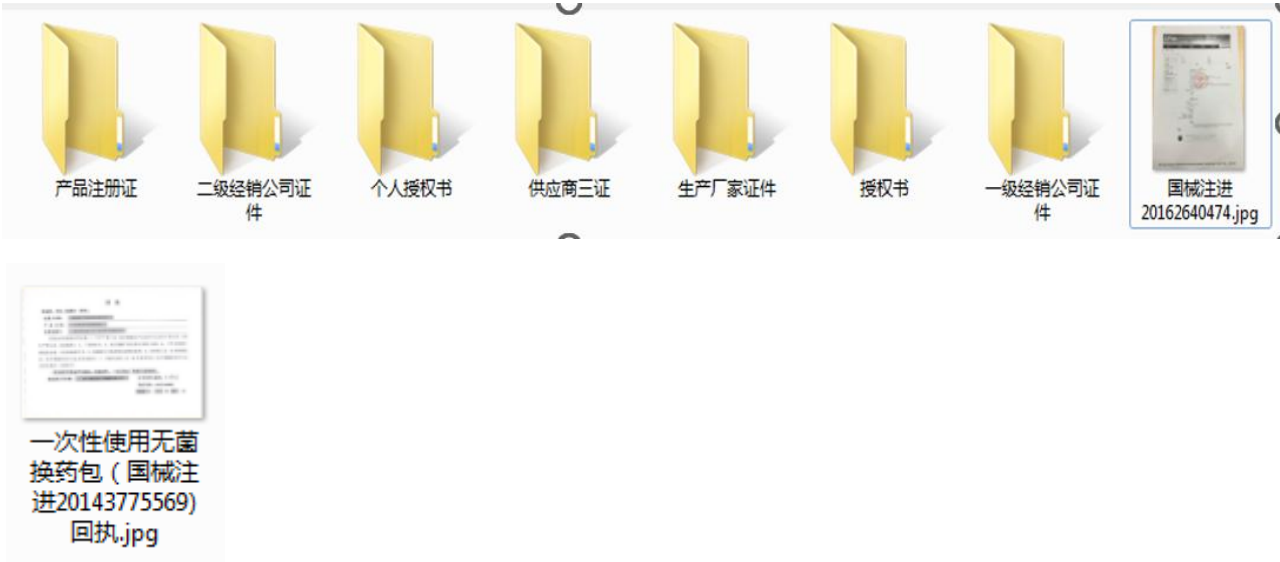 产品注册证
二级经销公司证
件
个人授权书
供应商三证
生产厂家证件
授权书
一级经销公司证
件
国械注进
20162640474.jpg
一次性使用无菌
换药包（国械注
进20143775569)
回执.jpg